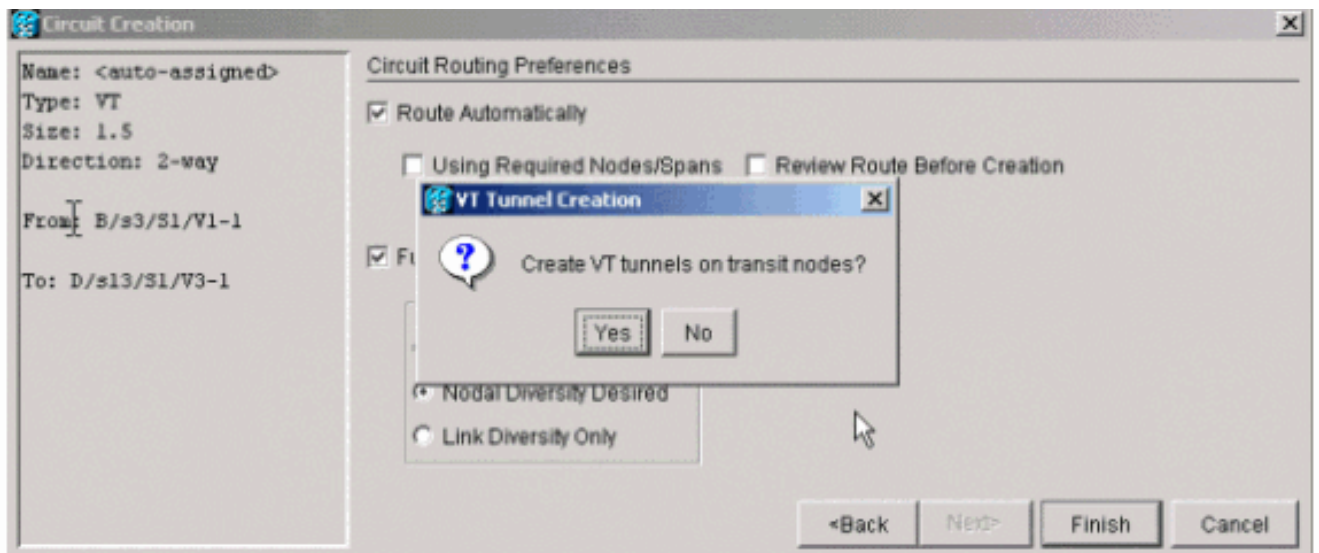 Circuit Creation
Name: <auto-assigned>
Type: VT
Size: 1.5
Direction: 2-way
From: B/s3/S1/V1-1
To: D/s13/S1/V3-1
Circuit Routing Preferences
Route Automatically
Using Required Nodes/Spans
Review Route Before Creation
VT Tunnel Creation
Create VT tunnels on transit nodes?
Yes
No
Nodal Diversity Desired
Link Diversity Only
<Back
Next>
Finish
Cancel